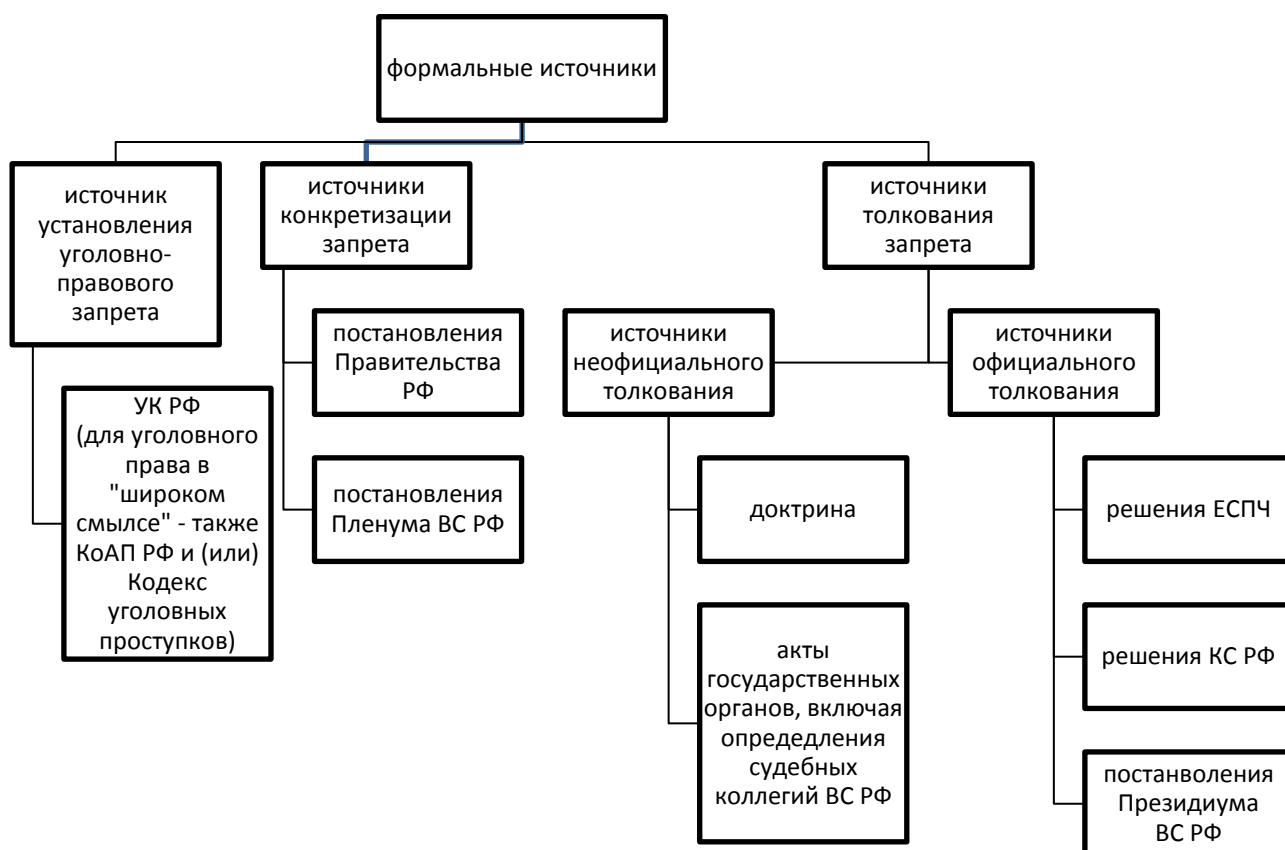 формальные источники
источник
установления
уголовно-
правового
запрета
УК РФ
(для уголовного
права в
"широком
смылсе" - также
КоАП РФ и (или)
Кодекс
уголовных
проступков)
источники
конкретизации
запрета
постановления
Правительства
РФ
постановления
Пленума ВС РФ
источники
толкования
запрета
источники
неофициального
толкования
доктрина
акты
государственных
органов, включая
опредедления
судебных
коллегий ВС РФ
источники
официального
толкования
решения ЕСПЧ
решения КС РФ
постанволения
Президиума
ВС РФ